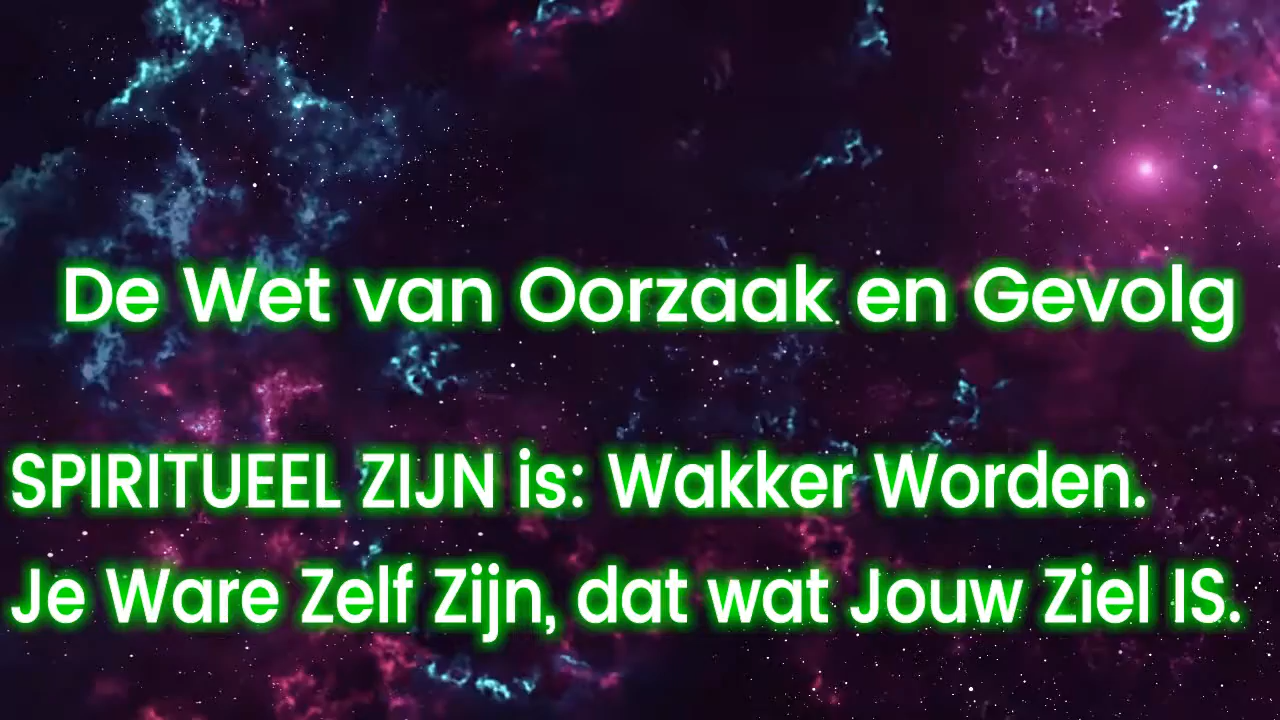 De Wet van Oorzaak en Gevolg
SPIRITUEEL ZIJN is: Wakker Worden.
Je Ware Zelf Zijn, dat wat Jouw Ziel IS.